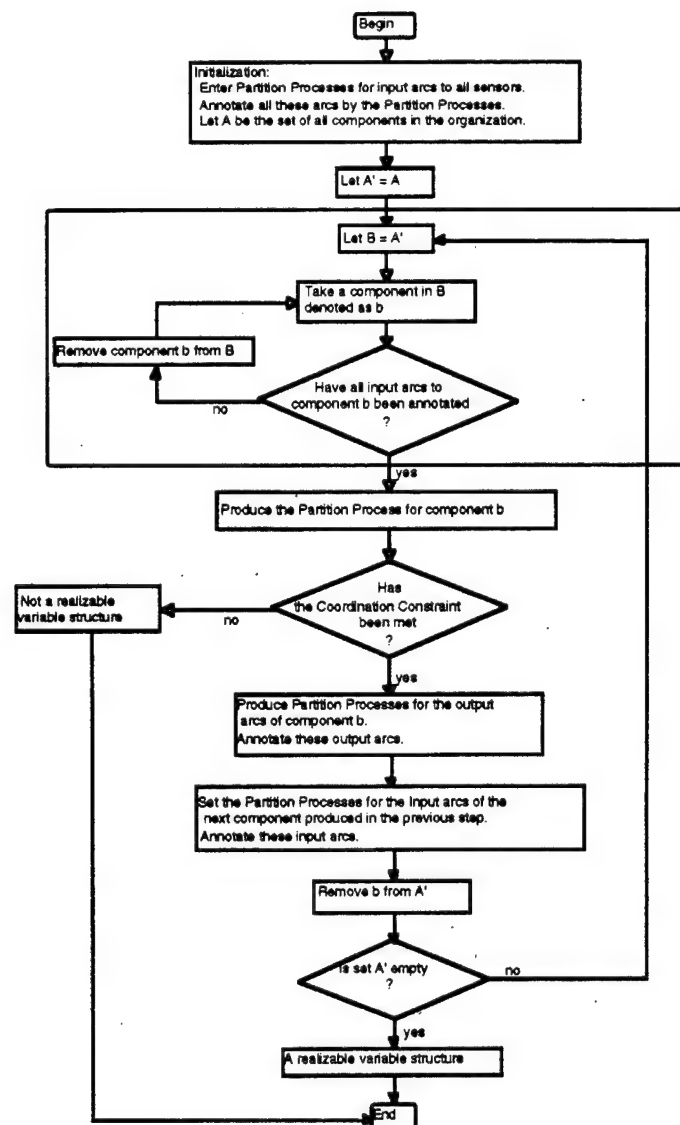 Begin
Initialization:
Enter Partition Processes for input arcs to all sensors.
Annotate all these arcs by the Partition Processes.
Let A be the set of all components in the organization.
Let A' = A
Let B = A'
Take a component in B
denoted as b
Remove component b from B
Have all input arcs to
component b been annotated
?
no
yes
Produce the Partition Process for component b
Has
the Coordination Constraint
been met
?
no
Not a realizable
variable structure
yes
Produce Partition Processes for the output
arcs of component b.
Annotate these output arcs.
Set the Partition Processes for the Input arcs of the
next component produced in the previous step.
Annotate these input arcs.
Remove b from A'
Is set A' empty
?
no
yes
A realizable variable structure
End